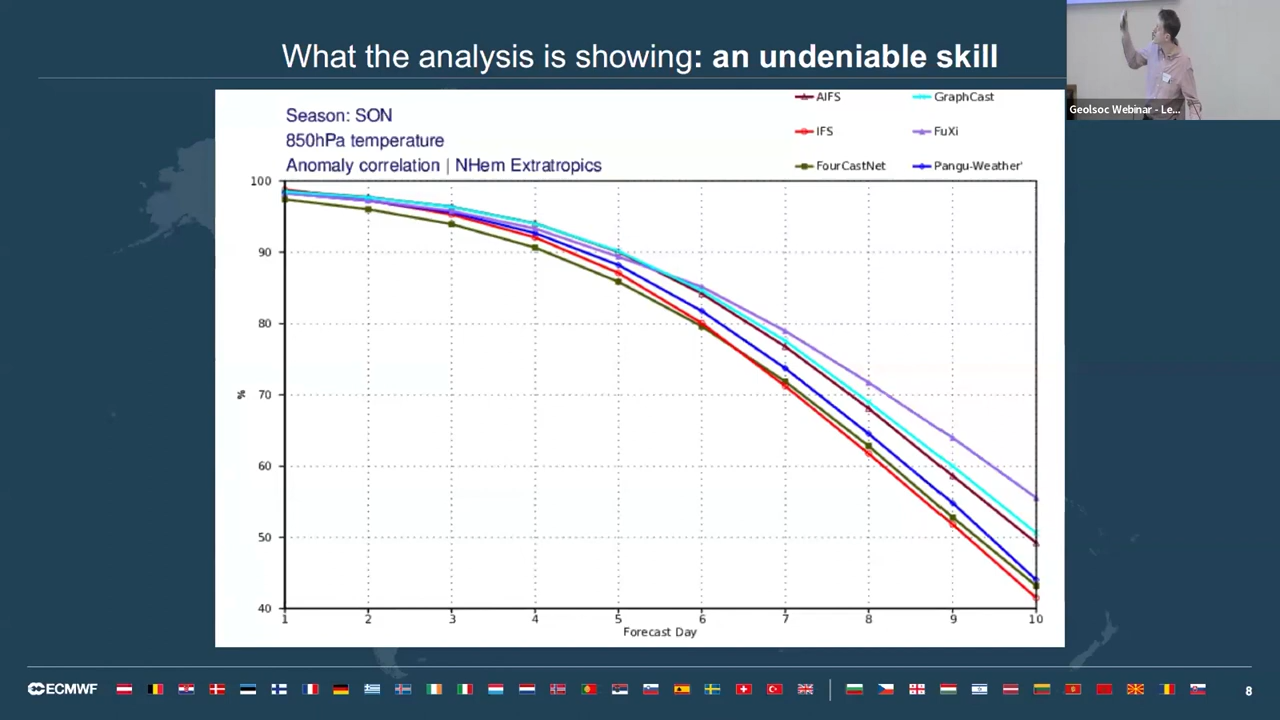 What the analysis is showing: an undeniable skill
Geolsoc Webinar - Le...
Season: SON
850hPa temperature
Anomaly correlation | NHem Extratropics
AIFS
GraphCast
IFS
FuXi
FourCastNet
Pangu-Weather'
100
90
80
70
60
50
40
%
1 2 3 4 5 6 7 8 9 10
Forecast Day
ECMWF
8